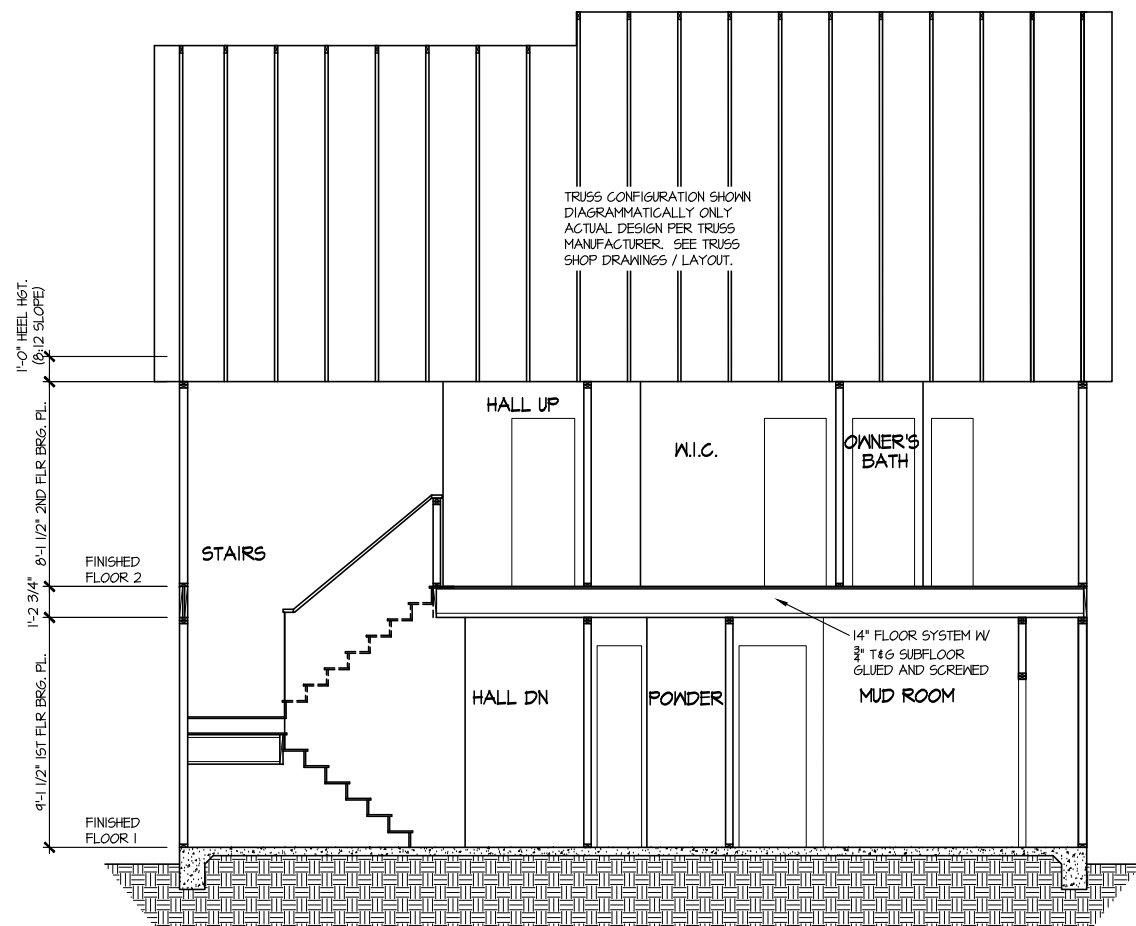 TRUSS CONFIGURATION SHOWN
DIAGRAMMATICALLY ONLY
ACTUAL DESIGN PER TRUSS
MANUFACTURER. SEE TRUSS
SHOP DRAWINGS / LAYOUT.
1'-0" HEEL HGT.
(8:12 SLOPE)
8'-1 1/2" 2ND FLR BRG. PL.
1'-2 3/4"
9'-1 1/2" 1ST FLR BRG. PL.
HALL UP
W.I.C.
OWNER'S
BATH
STAIRS
FINISHED
FLOOR 2
14" FLOOR SYSTEM W/
3/4" T&G SUBFLOOR
GLUED AND SCREWED
HALL DN
POWDER
MUD ROOM
FINISHED
FLOOR 1